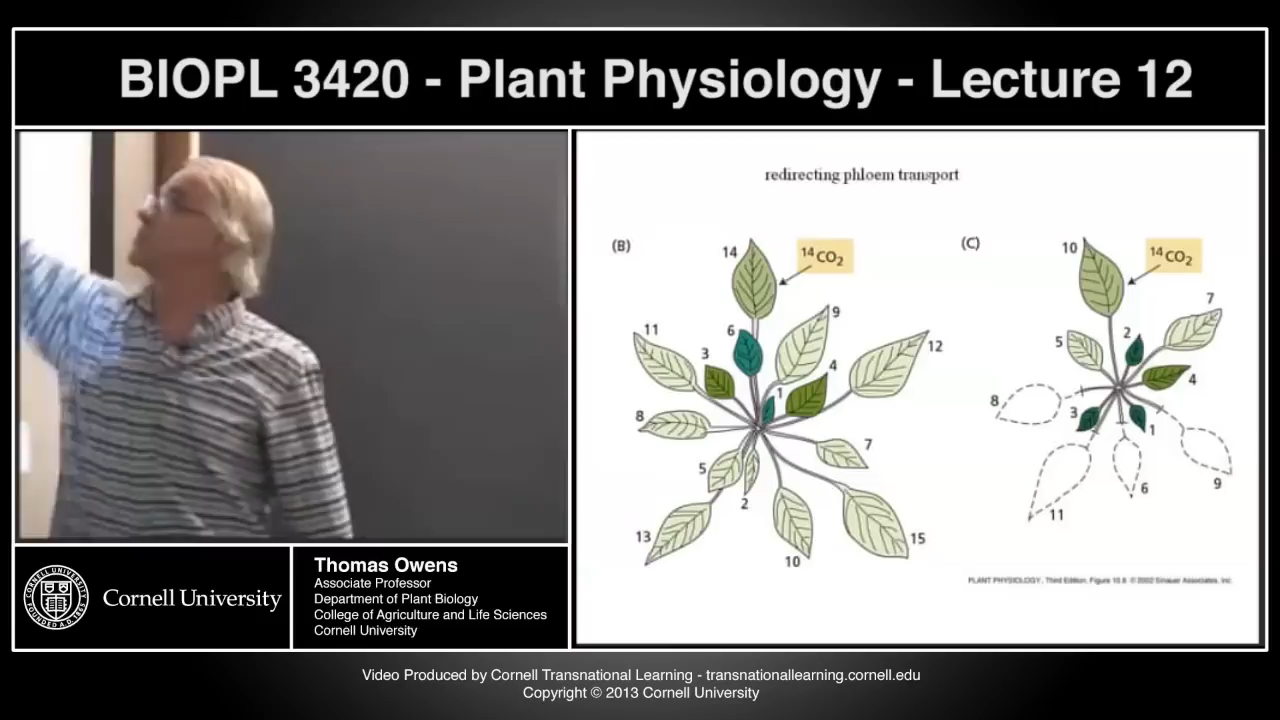 BIOPL 3420 - Plant Physiology - Lecture 12
redirecting phloem transport
(B)
14
14CO2
6
9
11
3
4
12
1
8
7
5
2
13
10
15
(C)
10
14CO2
7
2
5
4
8
3
1
6
9
11
PLANT PHYSIOLOGY, Third Edition, Figure 10.8 © 2002 Sinauer Associates, Inc.
CORNELL UNIVERSITY
FOUNDED A.D. 1865
Cornell University
Thomas Owens
Associate Professor
Department of Plant Biology
College of Agriculture and Life Sciences
Cornell University
Video Produced by Cornell Transnational Learning - transnationallearning.cornell.edu
Copyright © 2013 Cornell University